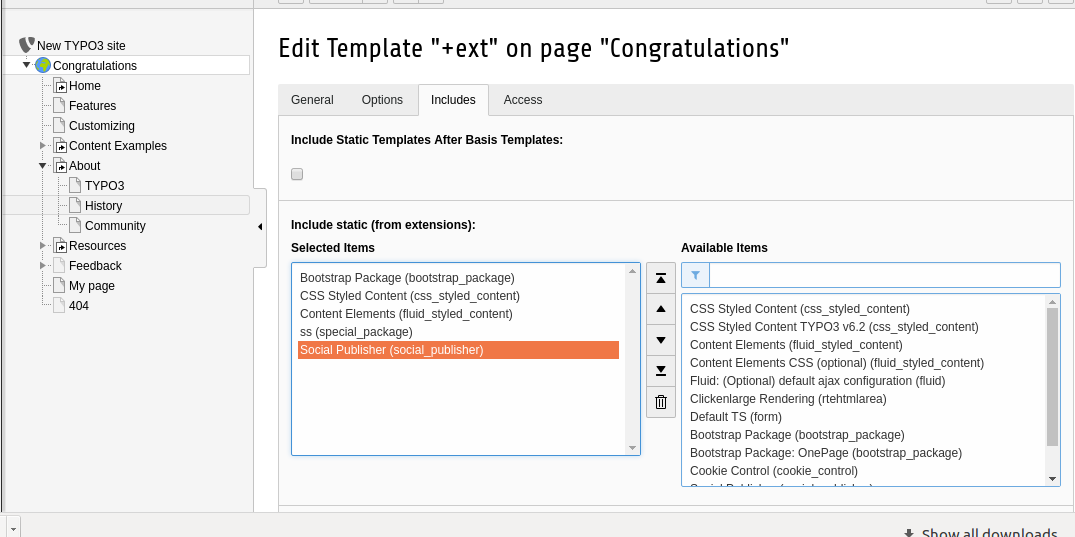 New TYPO3 site
Congratulations
Home
Features
Customizing
Content Examples
About
TYPO3
History
Community
Resources
Feedback
My page
404
Edit Template "+ext" on page "Congratulations"
General Options Includes Access
Include Static Templates After Basis Templates:
Include static (from extensions):
Selected Items
Bootstrap Package (bootstrap_package)
CSS Styled Content (css_styled_content)
Content Elements (fluid_styled_content)
ss (special_package)
Social Publisher (social_publisher)
Available Items
CSS Styled Content (css_styled_content)
CSS Styled Content TYPO3 v6.2 (css_styled_content)
Content Elements (fluid_styled_content)
Content Elements CSS (optional) (fluid_styled_content)
Fluid: (Optional) default ajax configuration (fluid)
Clickenlarge Rendering (rtehtmlarea)
Default TS (form)
Bootstrap Package (bootstrap_package)
Bootstrap Package: OnePage (bootstrap_package)
Cookie Control (cookie_control)
Social Publisher (social_publisher)
Show all downloads